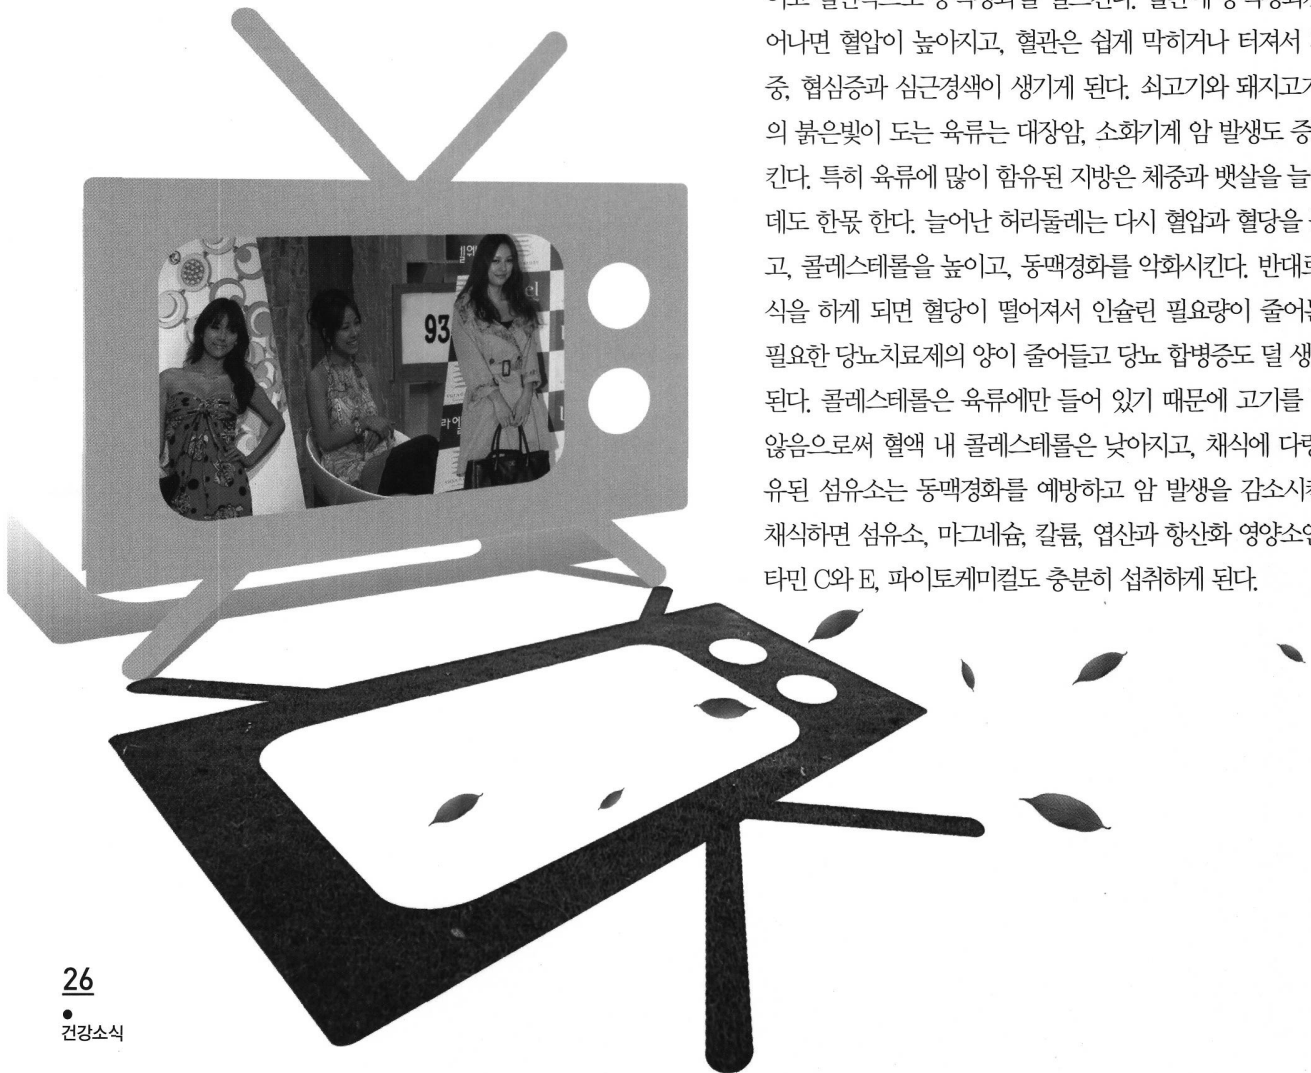 어나면 혈압이 높아지고, 혈관은 쉽게 막히거나 터져서
중, 협심증과 심근경색이 생기게 된다. 쇠고기와 돼지고기
의 붉은빛이 도는 육류는 대장암, 소화기계 암 발생도 증
킨다. 특히 육류에 많이 함유된 지방은 체중과 뱃살을 늘
데도 한몫 한다. 늘어난 허리둘레는 다시 혈압과 혈당을
고, 콜레스테롤을 높이고, 동맥경화를 악화시킨다. 반대로
식을 하게 되면 혈당이 떨어져서 인슐린 필요량이 줄어
필요한 당뇨치료제의 양이 줄어들고 당뇨 합병증도 덜 생
된다. 콜레스테롤은 육류에만 들어 있기 때문에 고기를
않음으로써 혈액 내 콜레스테롤은 낮아지고, 채식에 다량
유된 섬유소는 동맥경화를 예방하고 암 발생을 감소시
채식하면 섬유소, 마그네슘, 칼륨, 엽산과 항산화 영양소인
타민 C와 E, 파이토케미컬도 충분히 섭취하게 된다.
93
26
건강소식